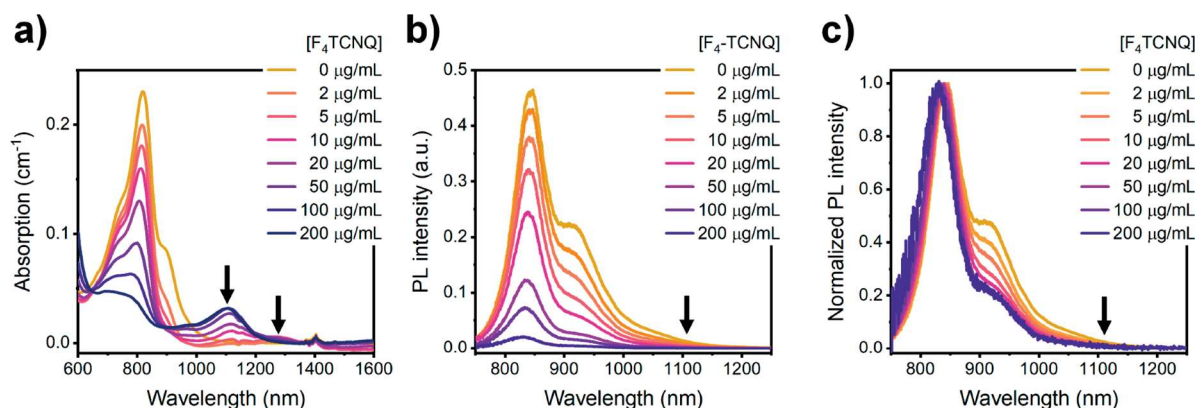 a)
[F₄TCNQ]
0 μg/mL
2 μg/mL
5 μg/mL
10 μg/mL
20 μg/mL
50 μg/mL
100 μg/mL
200 μg/mL
Absorption (cm⁻¹)
0.2
0.1
0.0
600 800 1000 1200 1400 1600
Wavelength (nm)
b)
[F₄-TCNQ]
0 μg/mL
2 μg/mL
5 μg/mL
10 μg/mL
20 μg/mL
50 μg/mL
100 μg/mL
200 μg/mL
PL intensity (a.u.)
0.5
0.4
0.3
0.2
0.1
0.0
800 900 1000 1100 1200
Wavelength (nm)
c)
[F₄TCNQ]
0 μg/mL
2 μg/mL
5 μg/mL
10 μg/mL
20 μg/mL
50 μg/mL
100 μg/mL
200 μg/mL
Normalized PL intensity
1.0
0.8
0.6
0.4
0.2
0.0
800 900 1000 1100 1200
Wavelength (nm)